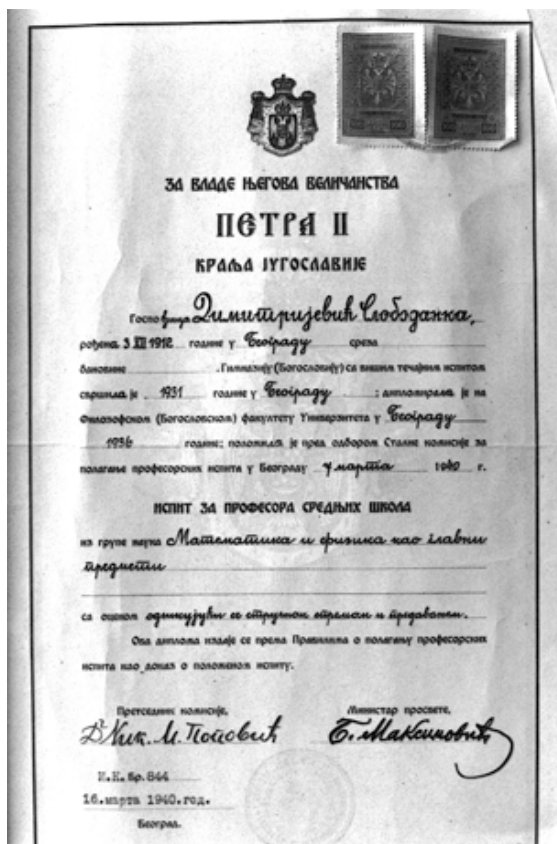 ЗА ВЛАДЕ ЊЕГОВА ВЕЛИЧАНСТВА
ПЕТРА II
КРАЉА ЈУГОСЛАВИЈЕ
Госпођица Димитријевић Слободанка,
рођена 3 XII 1912 године у Београду среза
бановине . Гимназију (Богословију) са вишим течајним испитом
свршила је 1931 године у Београду ; дипломирала је на
Филозофском (Богословском) факултету Универзитета у Београду
1936 године; положила је пред одбором Сталне комисије за
полагање професорских испита у Београду 7 марта 1940 г.
ИСПИТ ЗА ПРОФЕСОРА СРЕДЊИХ ШКОЛА
из групе наука Математика и физика као главни
предмети
са оценом одликујући се стручном спремом и предавањем.
Ова диплома издаје се према Правилима о полагању професорских
испита као доказ о положеном испиту.
Претседник комисије,
Министар просвете,
Др Ник. М. Поповић
Б. Максимовић
И.К. Бр. 844
16. марта 1940. год.
Београд.